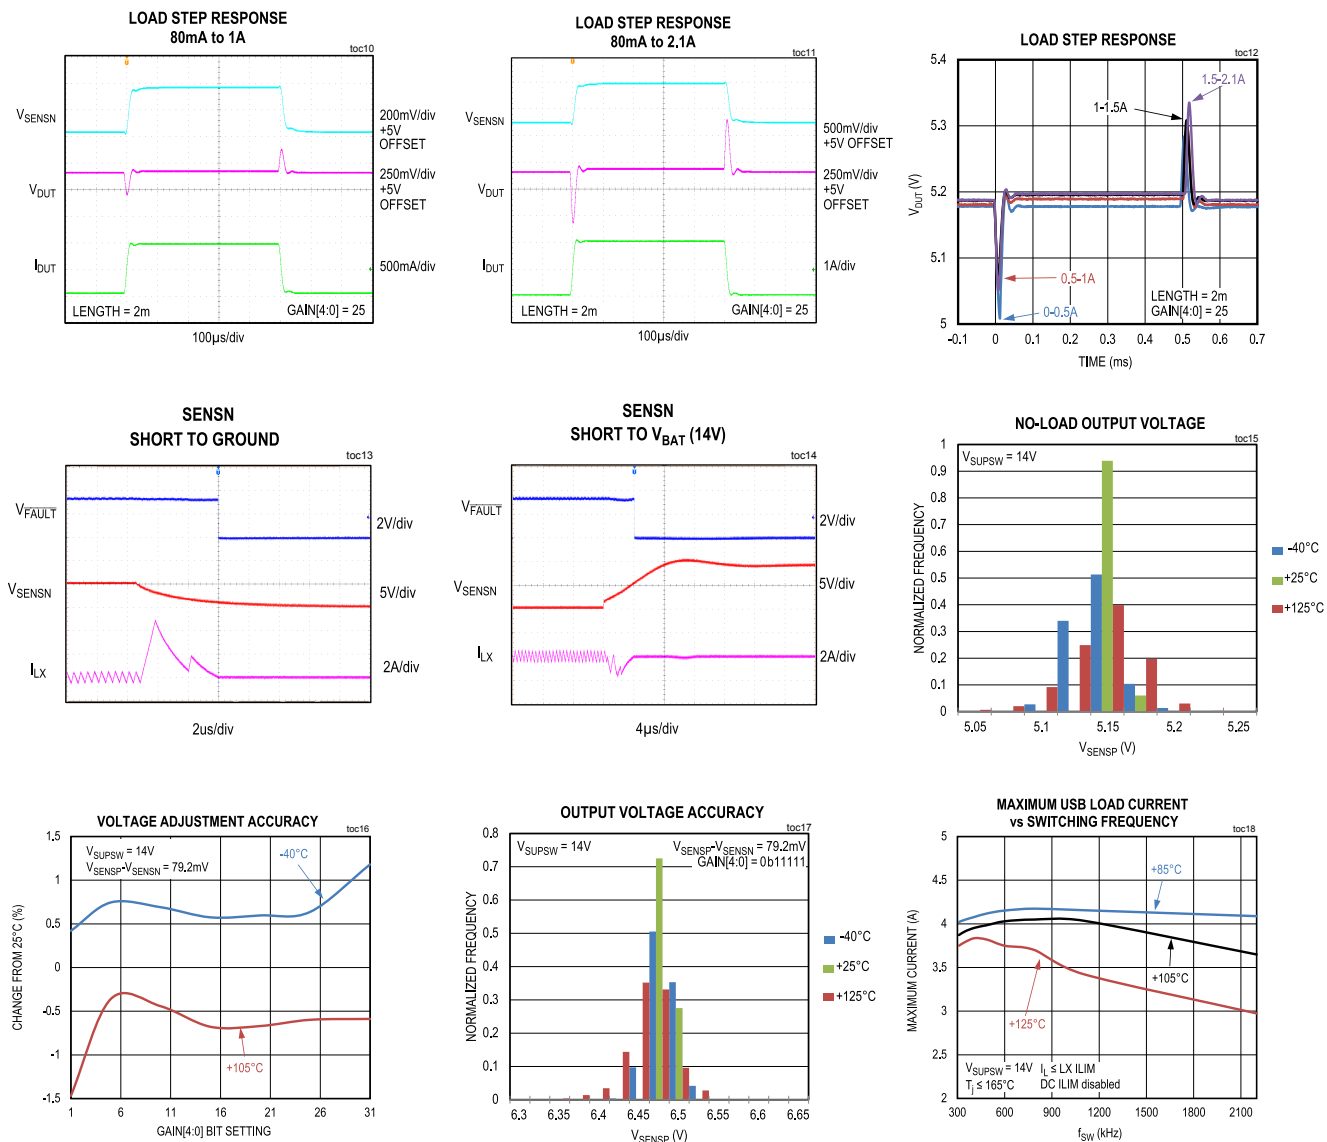 LOAD STEP RESPONSE
80mA to 1A
toc10
VSENSN
200mV/div
+5V
OFFSET
VDUT
250mV/div
+5V
OFFSET
IDUT
500mA/div
LENGTH = 2m
GAIN[4:0] = 25
100µs/div
LOAD STEP RESPONSE
80mA to 2.1A
toc11
VSENSN
500mV/div
+5V OFFSET
VDUT
250mV/div
+5V
OFFSET
IDUT
1A/div
LENGTH = 2m
GAIN[4:0] = 25
100µs/div
LOAD STEP RESPONSE
toc12
5.4
5.3
5.2
5.1
5
VDUT (V)
1.5-2.1A
1-1.5A
0.5-1A
0-0.5A
LENGTH = 2m
GAIN[4:0] = 25
-0.1 0 0.1 0.2 0.3 0.4 0.5 0.6 0.7
TIME (ms)
SENSN
SHORT TO GROUND
toc13
VFAULT
2V/div
VSENSN
5V/div
ILX
2A/div
2us/div
SENSN
SHORT TO VBAT (14V)
toc14
VFAULT
2V/div
VSENSN
5V/div
ILX
2A/div
4µs/div
NO-LOAD OUTPUT VOLTAGE
toc15
VSUPSW = 14V
1
0.9
0.8
0.7
0.6
0.5
0.4
0.3
0.2
0.1
0
NORMALIZED FREQUENCY
-40°C
+25°C
+125°C
5.05 5.1 5.15 5.2 5.25
VSENSP (V)
VOLTAGE ADJUSTMENT ACCURACY
toc16
1.5
1
0.5
0
-0.5
-1
-1.5
CHANGE FROM 25°C (%)
VSUPSW = 14V
VSENSP-VSENSN = 79.2mV
-40°C
+105°C
1 6 11 16 21 26 31
GAIN[4:0] BIT SETTING
OUTPUT VOLTAGE ACCURACY
toc17
0.8
0.7
0.6
0.5
0.4
0.3
0.2
0.1
0
NORMALIZED FREQUENCY
VSUPSW = 14V
VSENSP-VSENSN = 79.2mV
GAIN[4:0] = 0b11111
-40°C
+25°C
+125°C
6.3 6.35 6.4 6.45 6.5 6.55 6.6 6.65
VSENSP (V)
MAXIMUM USB LOAD CURRENT
vs SWITCHING FREQUENCY
toc18
5
4.5
4
3.5
3
2.5
2
MAXIMUM CURRENT (A)
+85°C
+105°C
+125°C
VSUPSW = 14V IL ≤ LX ILIM
Tj ≤ 165°C DC ILIM disabled
300 600 900 1200 1500 1800 2100
fSW (kHz)